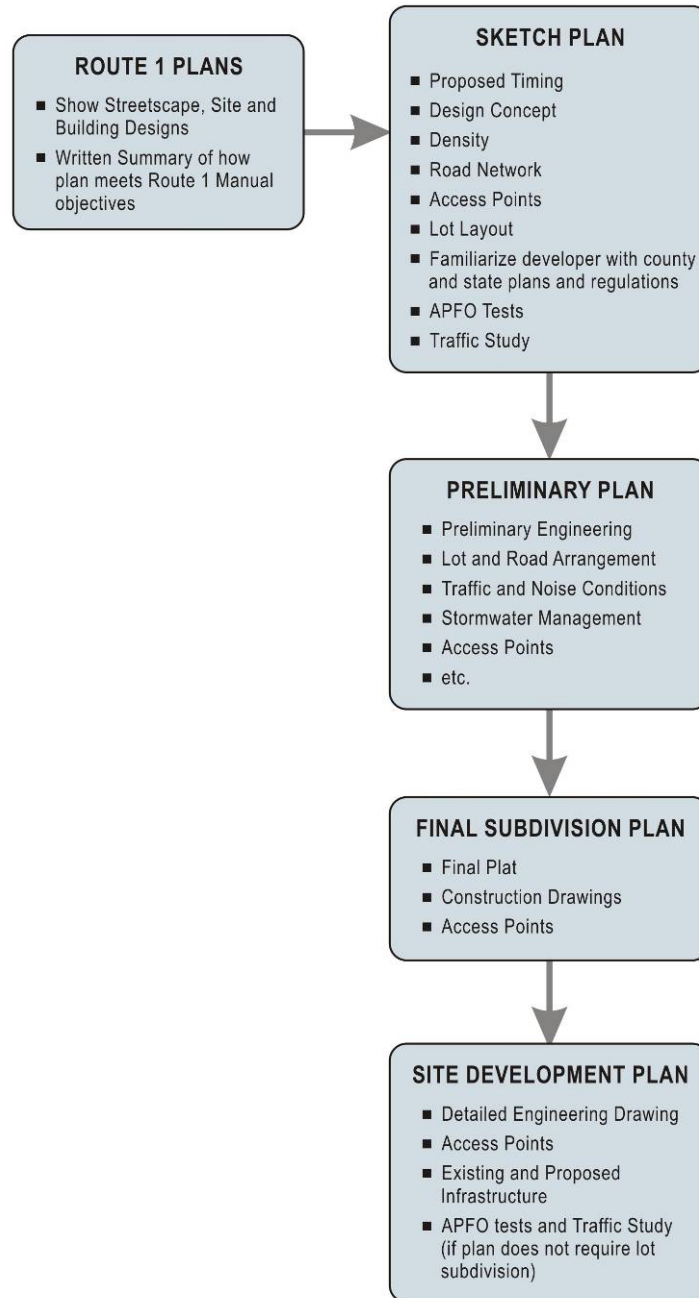 ROUTE 1 PLANS
■ Show Streetscape, Site and
Building Designs
■ Written Summary of how
plan meets Route 1 Manual
objectives
SKETCH PLAN
■ Proposed Timing
■ Design Concept
■ Density
■ Road Network
■ Access Points
■ Lot Layout
■ Familiarize developer with county
and state plans and regulations
■ APFO Tests
■ Traffic Study
PRELIMINARY PLAN
■ Preliminary Engineering
■ Lot and Road Arrangement
■ Traffic and Noise Conditions
■ Stormwater Management
■ Access Points
■ etc.
FINAL SUBDIVISION PLAN
■ Final Plat
■ Construction Drawings
■ Access Points
SITE DEVELOPMENT PLAN
■ Detailed Engineering Drawing
■ Access Points
■ Existing and Proposed
Infrastructure
■ APFO tests and Traffic Study
(if plan does not require lot
subdivision)